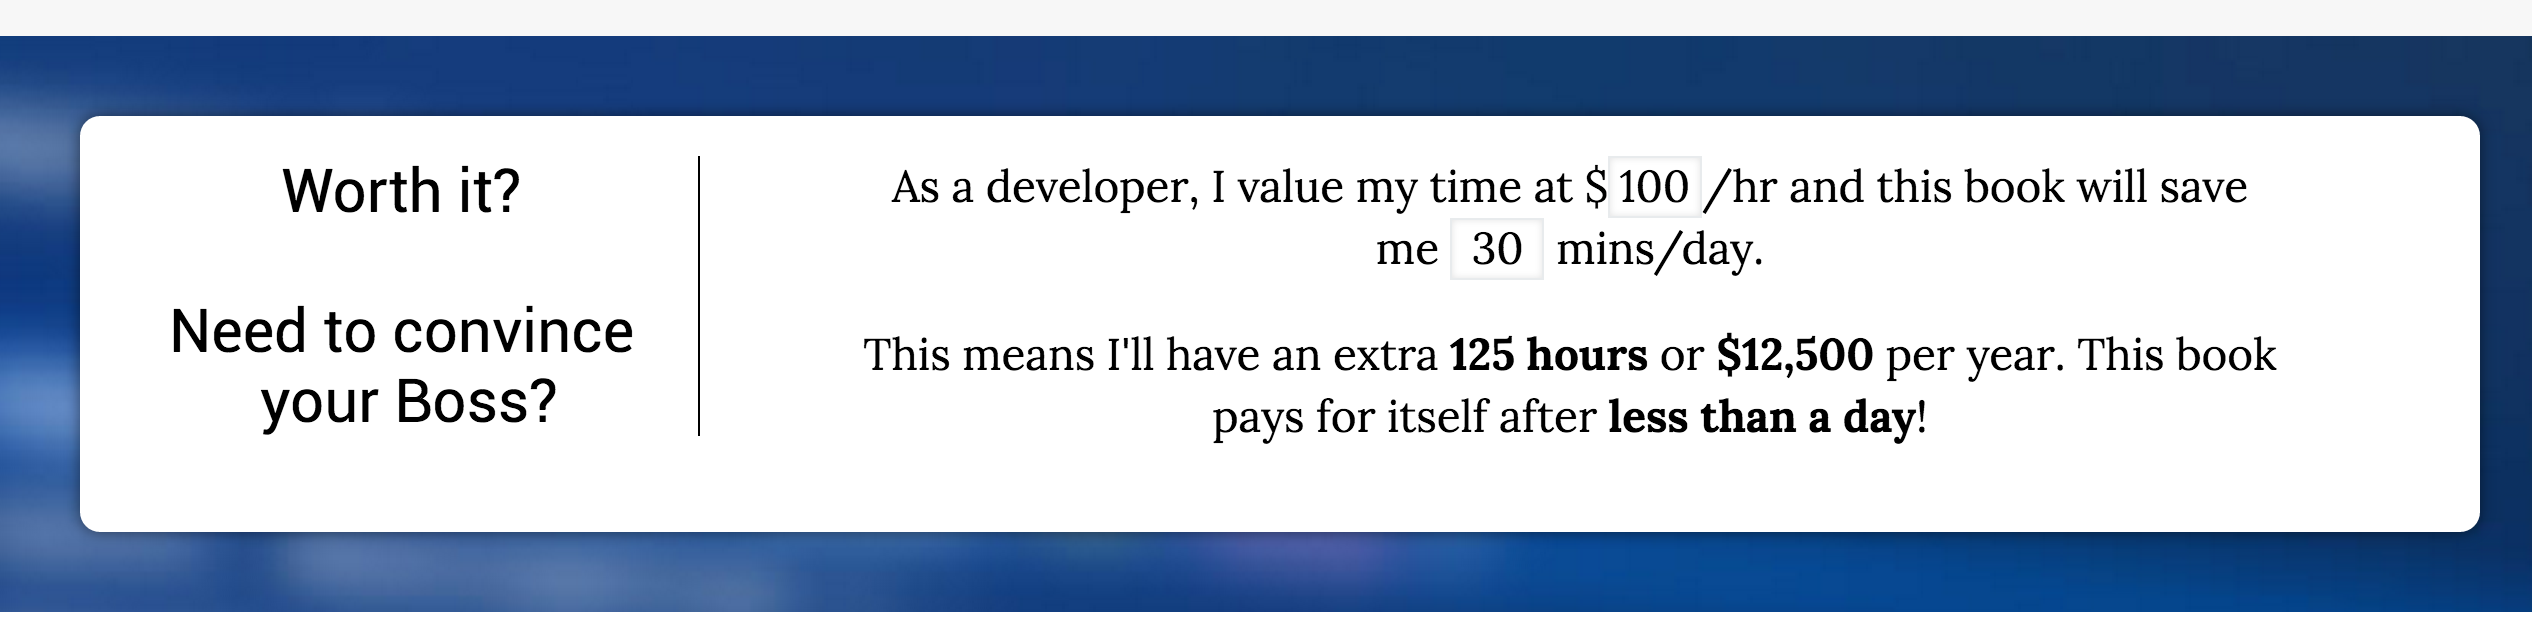 Worth it?
Need to convince
your Boss?
As a developer, I value my time at $ 100 /hr and this book will save
me 30 mins/day.
This means I'll have an extra 125 hours or $12,500 per year. This book
pays for itself after less than a day!